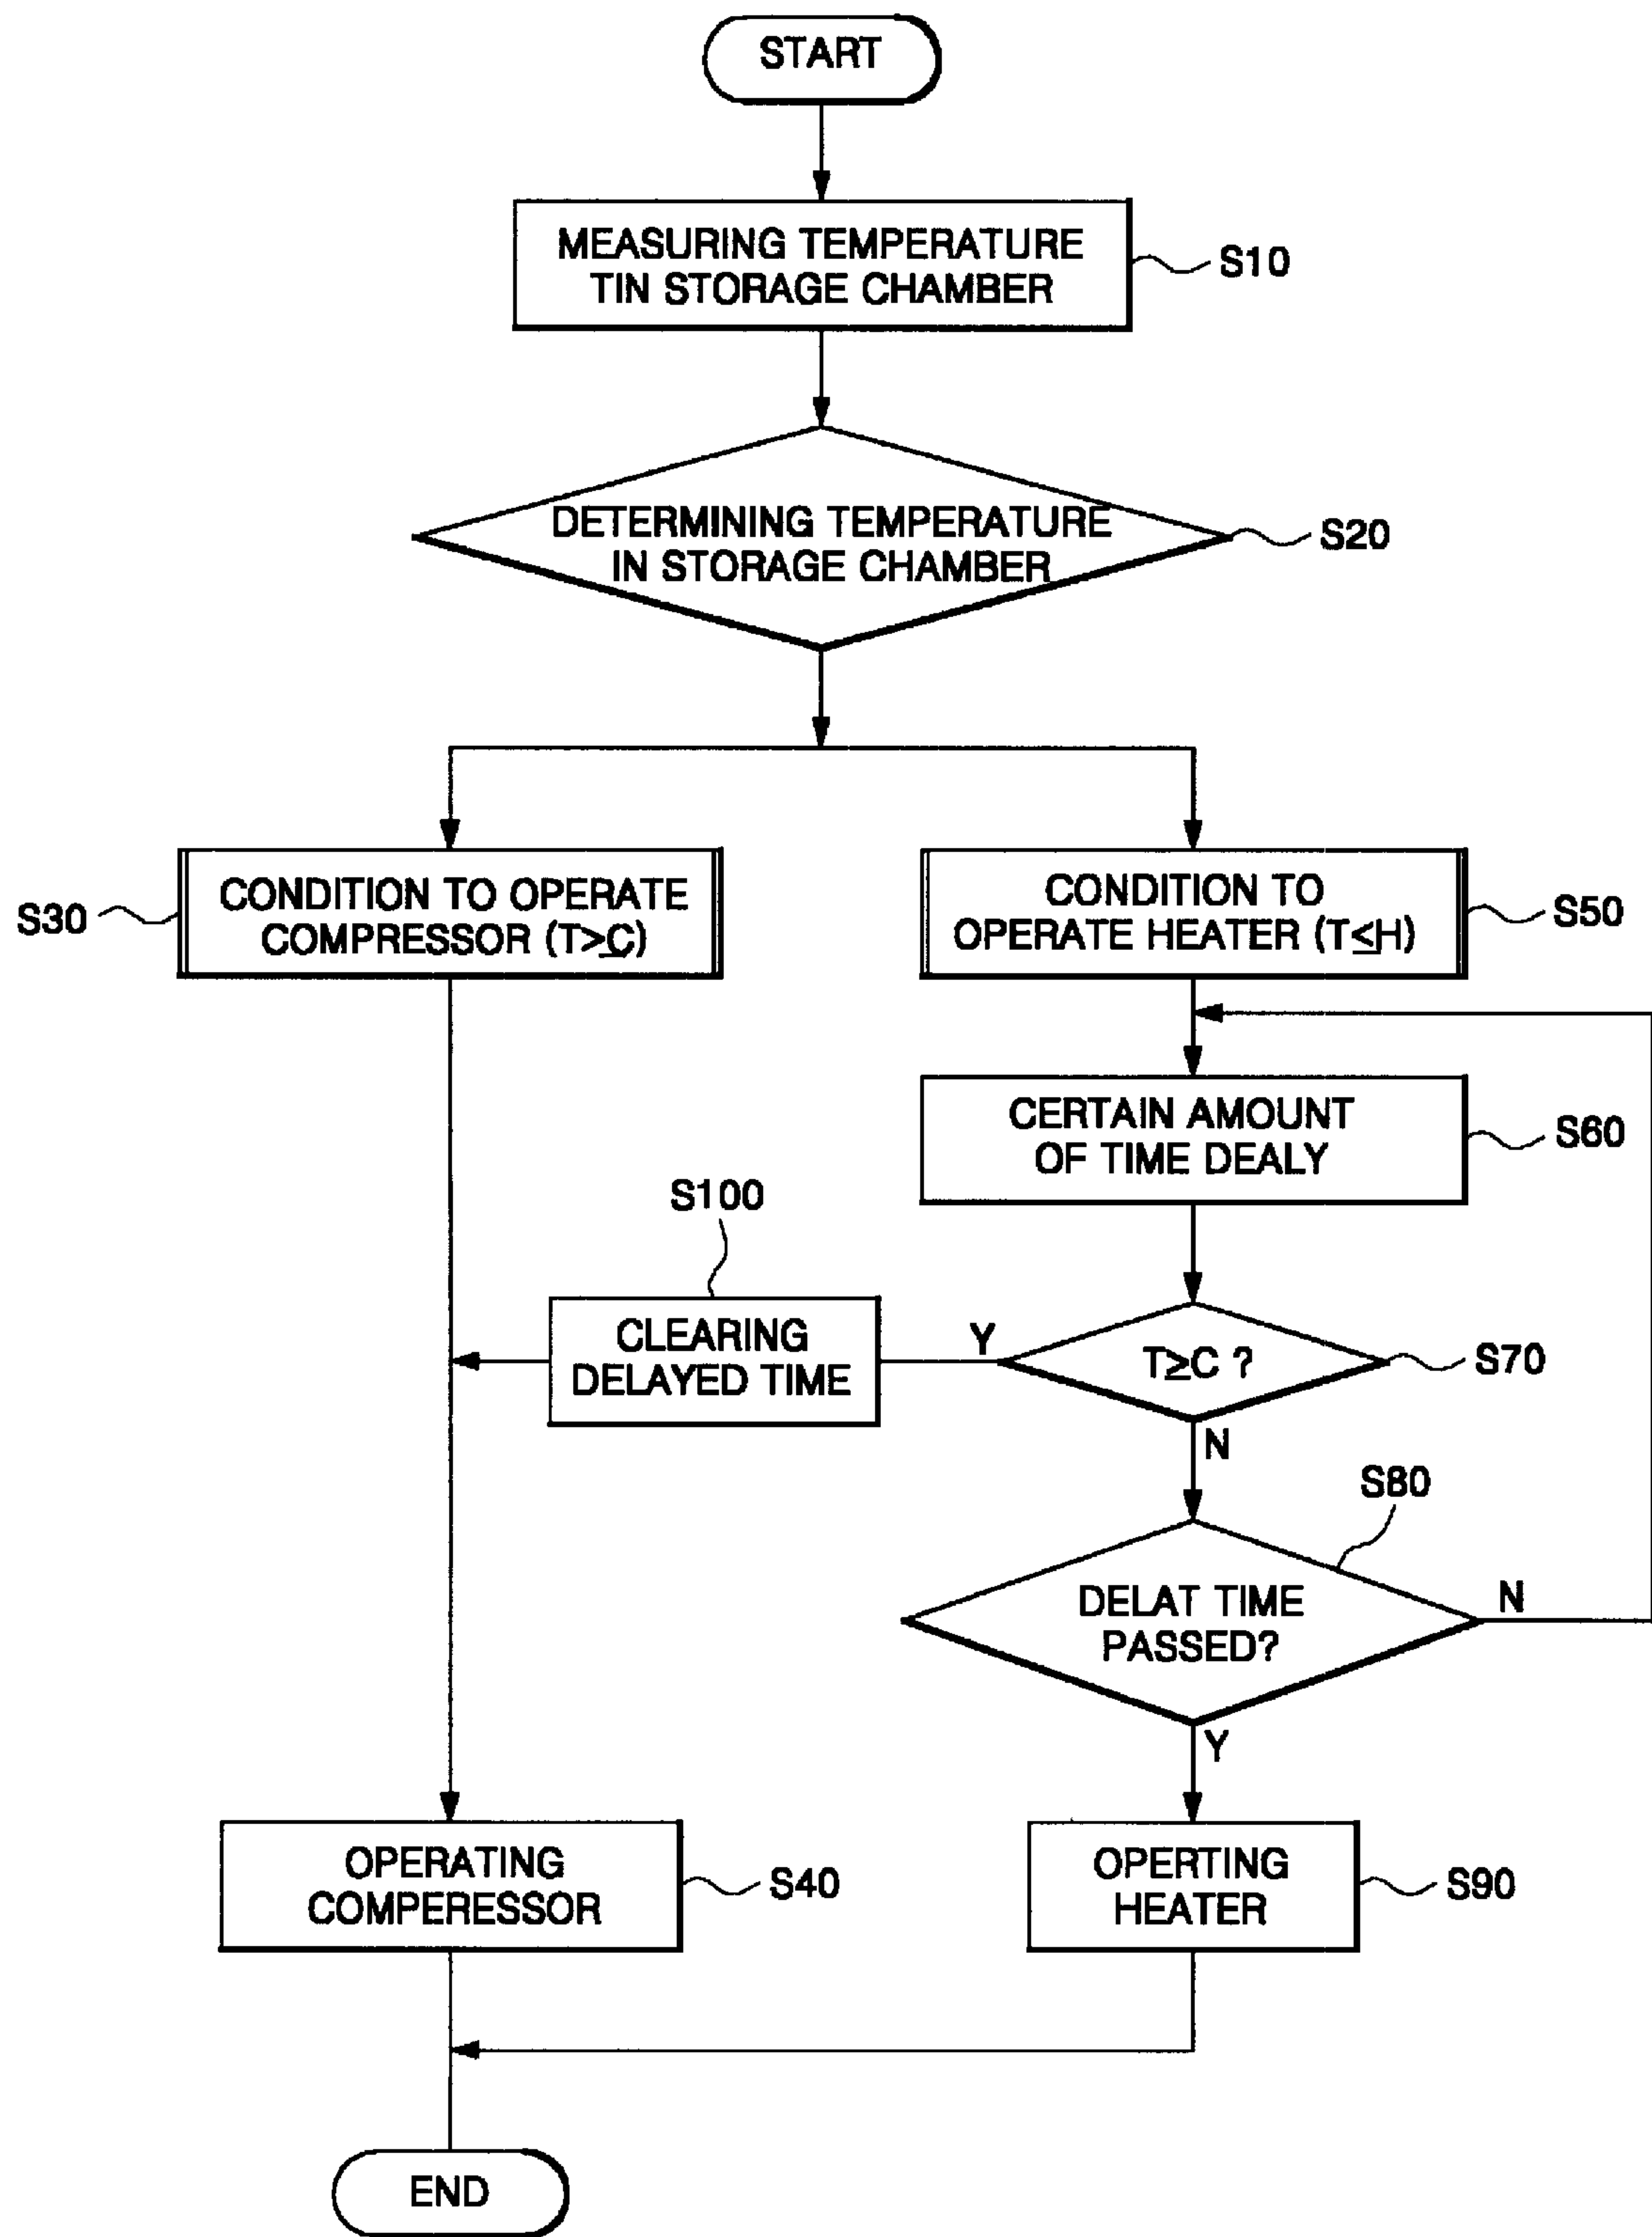 START
MEASURING TEMPERATURE
TIN STORAGE CHAMBER
S10
DETERMINING TEMPERATURE
IN STORAGE CHAMBER
S20
S30
CONDITION TO OPERATE
COMPRESSOR (T>C)
CONDITION TO
OPERATE HEATER (T≤H)
S50
CERTAIN AMOUNT
OF TIME DEALY
S60
S100
CLEARING
DELAYED TIME
Y
T≥C ?
S70
N
S80
DELAT TIME
PASSED?
N
Y
OPERATING
COMPERESSOR
S40
OPERTING
HEATER
S90
END